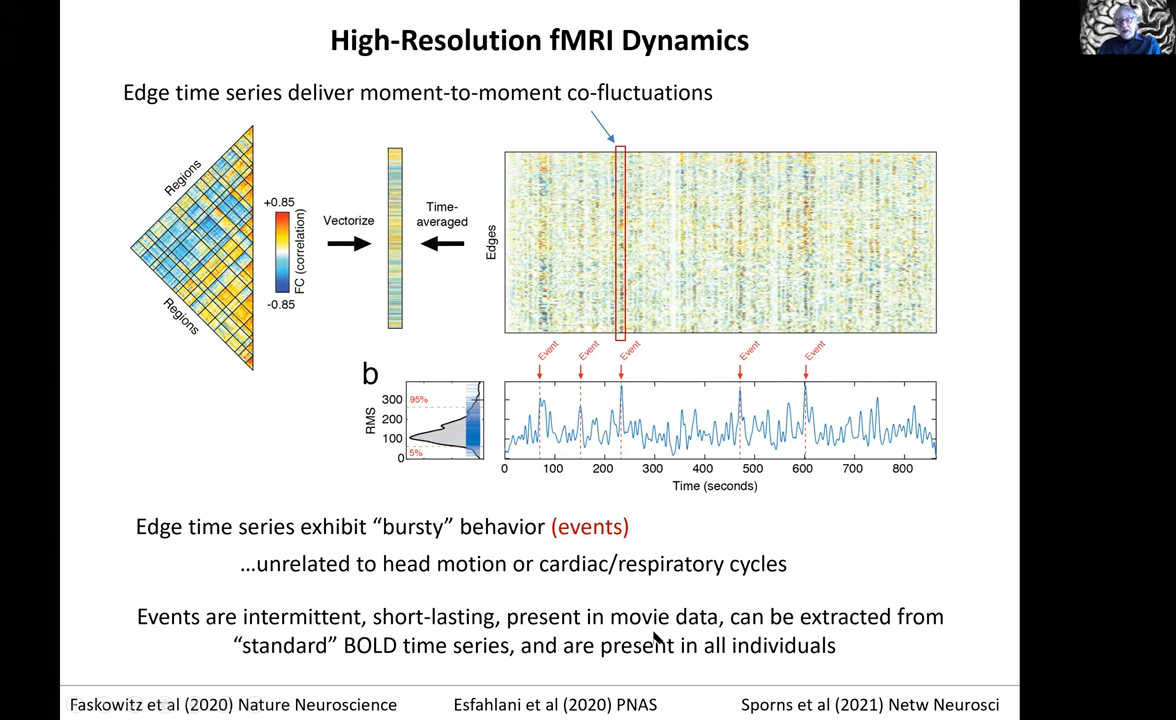 High-Resolution fMRI Dynamics
Edge time series deliver moment-to-moment co-fluctuations
Regions
Regions
+0.85
FC (correlation)
-0.85
Vectorize
Time-
averaged
Edges
Event
Event
Event
Event
Event
b
RMS
300
200
100
0
95%
5%
0 100 200 300 400 500 600 700 800
Time (seconds)
Edge time series exhibit “bursty” behavior (events)
…unrelated to head motion or cardiac/respiratory cycles
Events are intermittent, short-lasting, present in movie data, can be extracted from
“standard” BOLD time series, and are present in all individuals
Faskowitz et al (2020) Nature Neuroscience Esfahlani et al (2020) PNAS Sporns et al (2021) Netw Neurosci